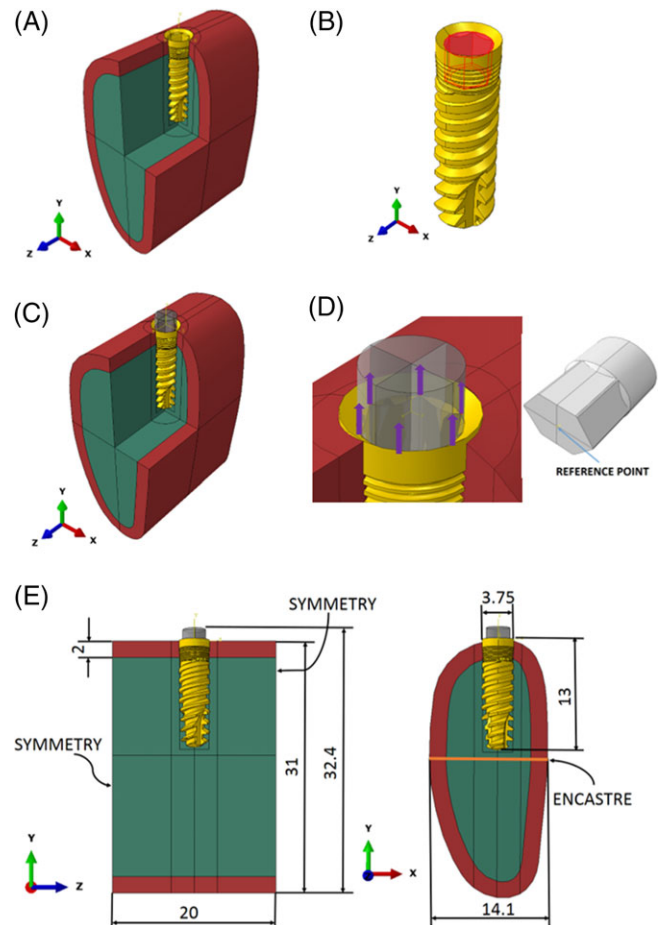 (A)
(B)
Y
Z
X
Y
Z
X
(C)
(D)
Y
Z
X
REFERENCE POINT
(E)
SYMMETRY
3.75
2
SYMMETRY
31
32.4
13
ENCASTRE
Y
Z
20
Y
X
14.1